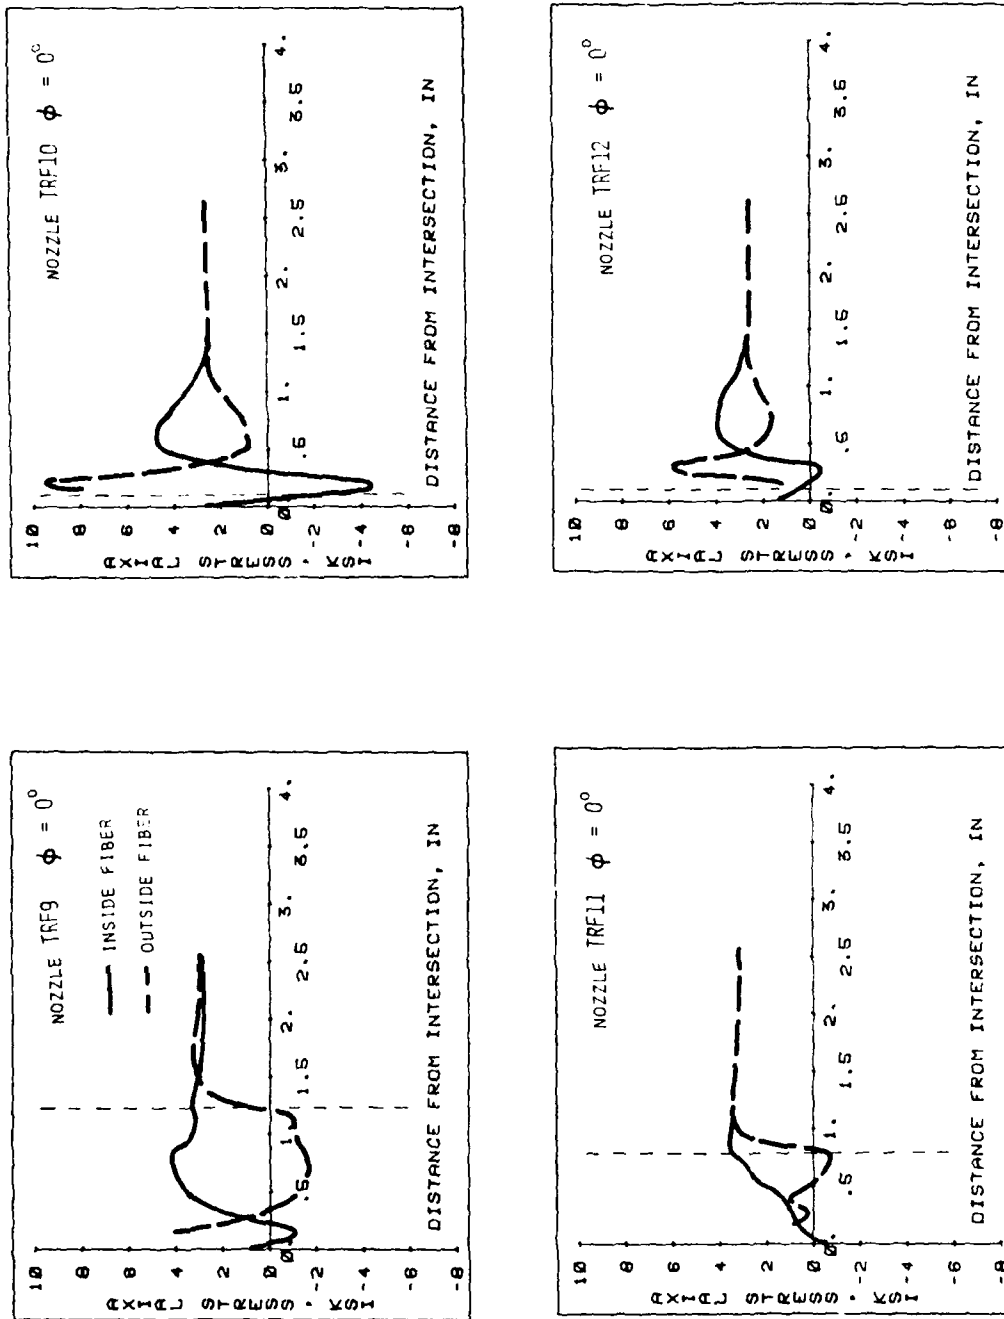 NOZZLE TRF9 ϕ = 0°
INSIDE FIBER
OUTSIDE FIBER
10
8
6
4
2
0
-2
-4
-6
-8
AXIAL STRESS, KSI
0 .5 1. 1.5 2. 2.5 3. 3.5 4.
DISTANCE FROM INTERSECTION, IN
NOZZLE TRF10 ϕ = 0°
10
8
6
4
2
0
-2
-4
-6
-8
AXIAL STRESS, KSI
0 .5 1. 1.5 2. 2.5 3. 3.5 4.
DISTANCE FROM INTERSECTION, IN
NOZZLE TRF11 ϕ = 0°
10
8
6
4
2
0
-2
-4
-6
-8
AXIAL STRESS, KSI
0 .5 1. 1.5 2. 2.5 3. 3.5 4.
DISTANCE FROM INTERSECTION, IN
NOZZLE TRF12 ϕ = 0°
10
8
6
4
2
0
-2
-4
-6
-8
AXIAL STRESS, KSI
0 .5 1. 1.5 2. 2.5 3. 3.5 4.
DISTANCE FROM INTERSECTION, IN